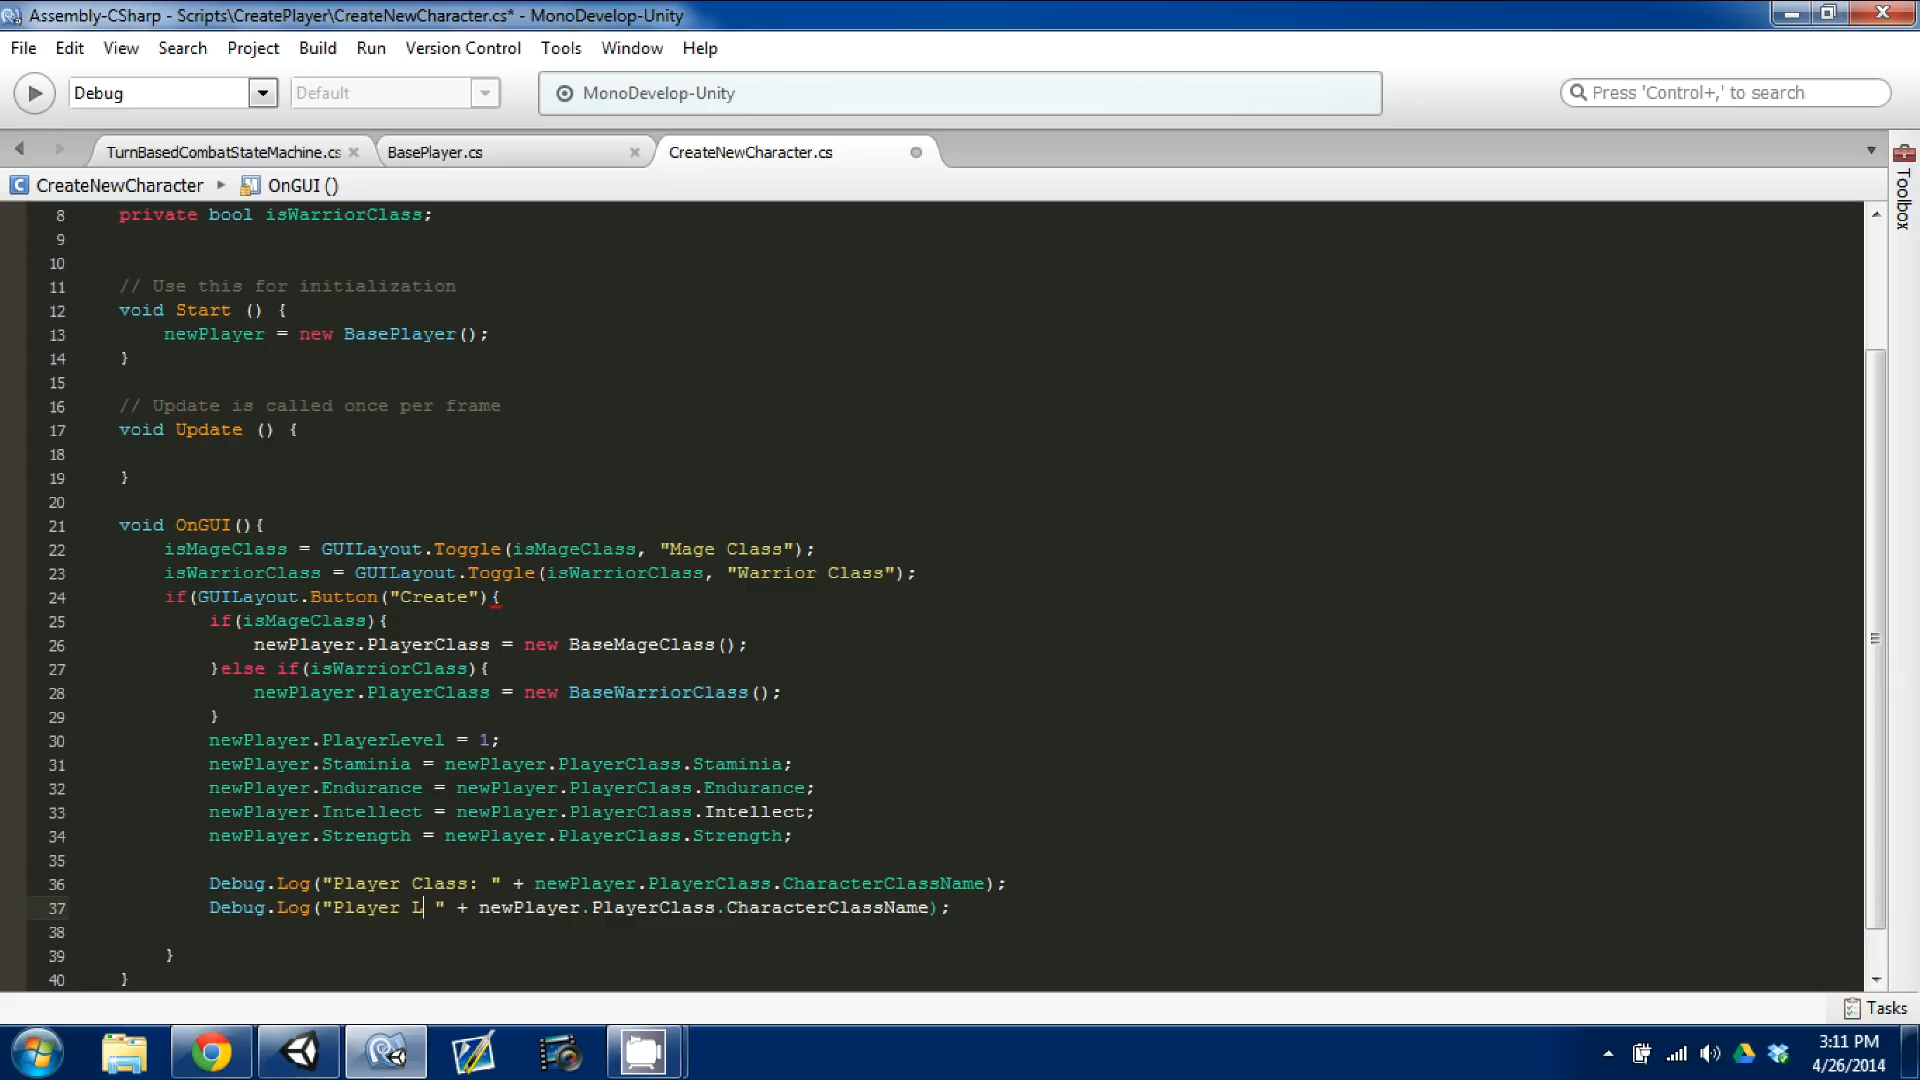 Assembly-CSharp - Scripts\CreatePlayer\CreateNewCharacter.cs* - MonoDevelop-Unity
File Edit View Search Project Build Run Version Control Tools Window Help
Debug Default MonoDevelop-Unity Press 'Control+,' to search
TurnBasedCombatStateMachine.cs BasePlayer.cs CreateNewCharacter.cs
CreateNewCharacter OnGUI ()
Toolbox
8 private bool isWarriorClass;
9
10
11 // Use this for initialization
12 void Start () {
13 newPlayer = new BasePlayer();
14 }
15
16 // Update is called once per frame
17 void Update () {
18
19 }
20
21 void OnGUI(){
22 isMageClass = GUILayout.Toggle(isMageClass, "Mage Class");
23 isWarriorClass = GUILayout.Toggle(isWarriorClass, "Warrior Class");
24 if(GUILayout.Button("Create"){
25 if(isMageClass){
26 newPlayer.PlayerClass = new BaseMageClass();
27 }else if(isWarriorClass){
28 newPlayer.PlayerClass = new BaseWarriorClass();
29 }
30 newPlayer.PlayerLevel = 1;
31 newPlayer.Staminia = newPlayer.PlayerClass.Staminia;
32 newPlayer.Endurance = newPlayer.PlayerClass.Endurance;
33 newPlayer.Intellect = newPlayer.PlayerClass.Intellect;
34 newPlayer.Strength = newPlayer.PlayerClass.Strength;
35
36 Debug.Log("Player Class: " + newPlayer.PlayerClass.CharacterClassName);
37 Debug.Log("Player L " + newPlayer.PlayerClass.CharacterClassName);
38
39 }
40 }
Tasks
3:11 PM
4/26/2014